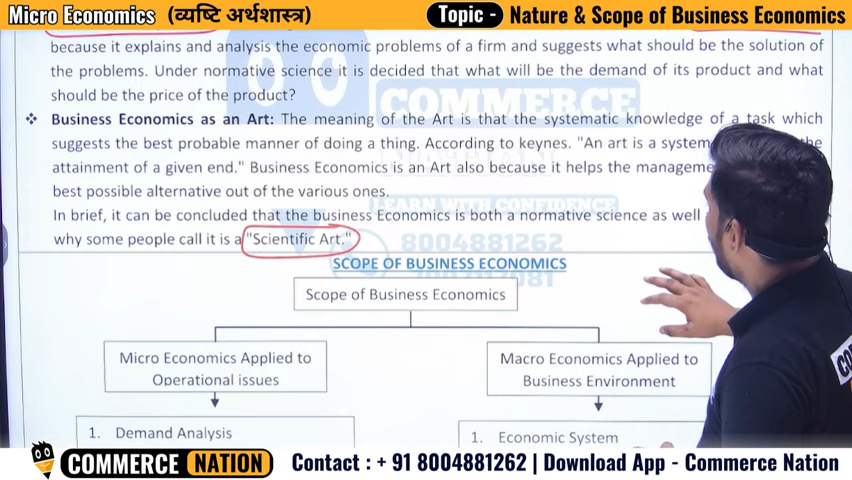 Micro Economics (व्यष्टि अर्थशास्त्र)
Topic - Nature & Scope of Business Economics
because it explains and analysis the economic problems of a firm and suggests what should be the solution of
the problems. Under normative science it is decided that what will be the demand of its product and what
should be the price of the product?
❖ Business Economics as an Art: The meaning of the Art is that the systematic knowledge of a task which
suggests the best probable manner of doing a thing. According to keynes. "An art is a system the
attainment of a given end." Business Economics is an Art also because it helps the manageme
best possible alternative out of the various ones.
In brief, it can be concluded that the business Economics is both a normative science as well
why some people call it is a "Scientific Art."
COMMERCE
NATION
LEARN WITH CONFIDENCE
8004881262
SCOPE OF BUSINESS ECONOMICS
Scope of Business Economics
Micro Economics Applied to
Operational issues
Macro Economics Applied to
Business Environment
1. Demand Analysis
1. Economic System
COMMERCE NATION
Contact : + 91 8004881262 | Download App - Commerce Nation